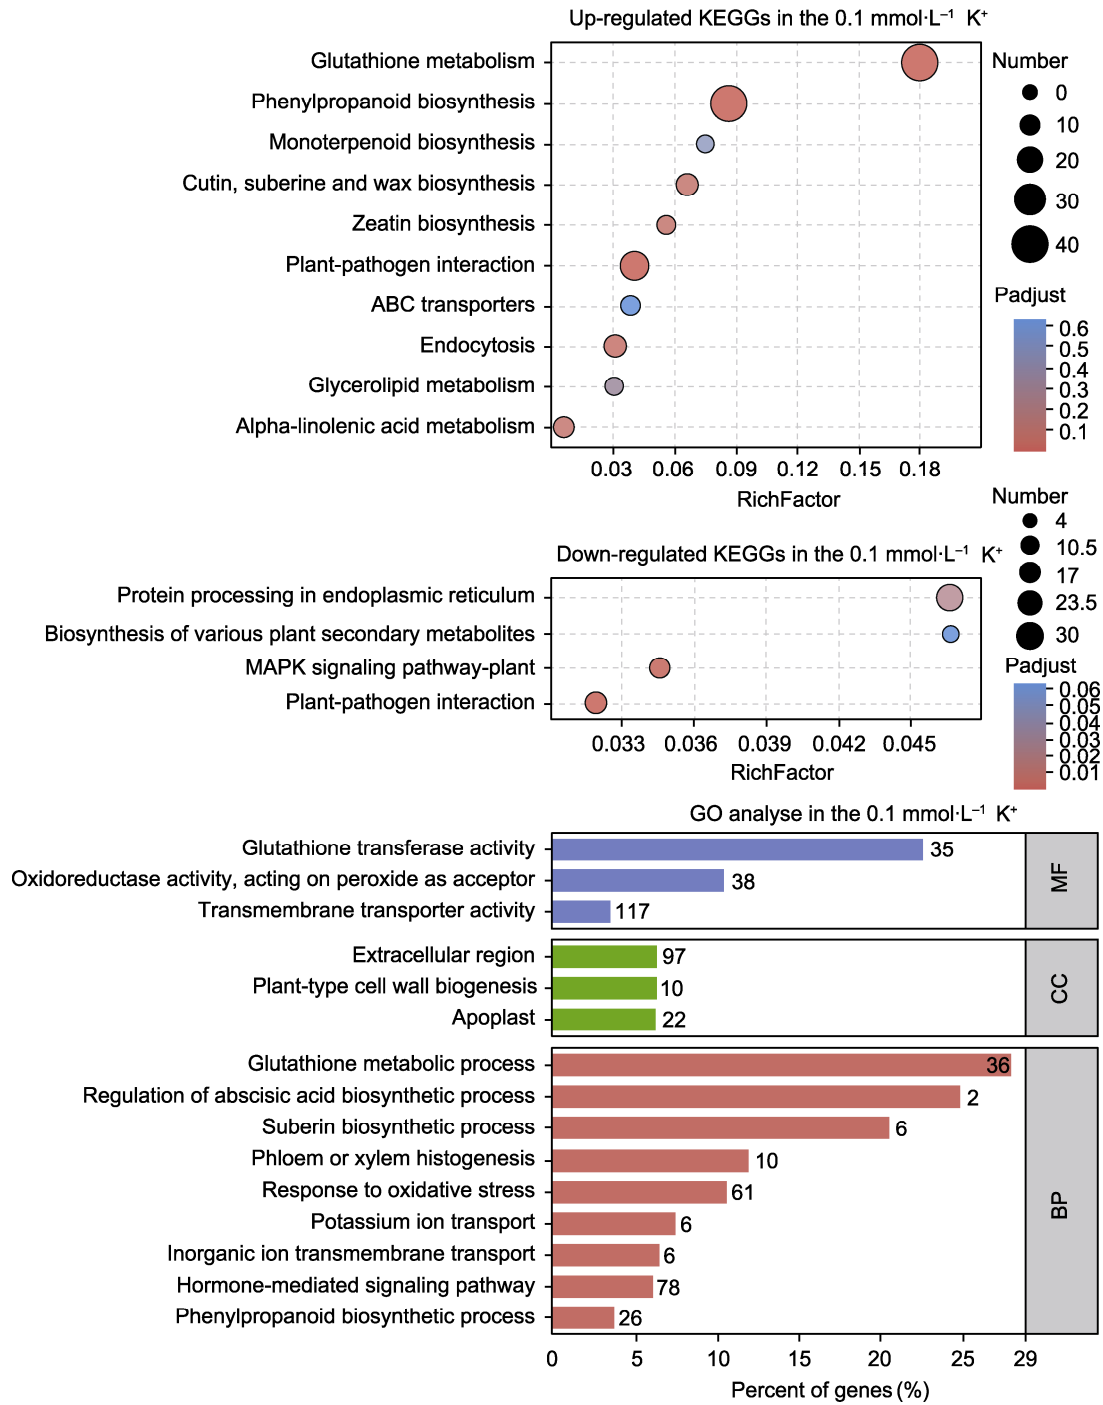 Up-regulated KEGGs in the 0.1 mmol·L⁻¹ K⁺
Glutathione metabolism
Phenylpropanoid biosynthesis
Monoterpenoid biosynthesis
Cutin, suberine and wax biosynthesis
Zeatin biosynthesis
Plant-pathogen interaction
ABC transporters
Endocytosis
Glycerolipid metabolism
Alpha-linolenic acid metabolism
0.03 0.06 0.09 0.12 0.15 0.18
RichFactor
Number
0
10
20
30
40
Padjust
0.6
0.5
0.4
0.3
0.2
0.1
Down-regulated KEGGs in the 0.1 mmol·L⁻¹ K⁺
Protein processing in endoplasmic reticulum
Biosynthesis of various plant secondary metabolites
MAPK signaling pathway-plant
Plant-pathogen interaction
0.033 0.036 0.039 0.042 0.045
RichFactor
Number
4
10.5
17
23.5
30
Padjust
0.06
0.05
0.04
0.03
0.02
0.01
GO analyse in the 0.1 mmol·L⁻¹ K⁺
Glutathione transferase activity 35
Oxidoreductase activity, acting on peroxide as acceptor 38
Transmembrane transporter activity 117
MF
Extracellular region 97
Plant-type cell wall biogenesis 10
Apoplast 22
CC
Glutathione metabolic process 36
Regulation of abscisic acid biosynthetic process 2
Suberin biosynthetic process 6
Phloem or xylem histogenesis 10
Response to oxidative stress 61
Potassium ion transport 6
Inorganic ion transmembrane transport 6
Hormone-mediated signaling pathway 78
Phenylpropanoid biosynthetic process 26
BP
0 5 10 15 20 25 29
Percent of genes (%)